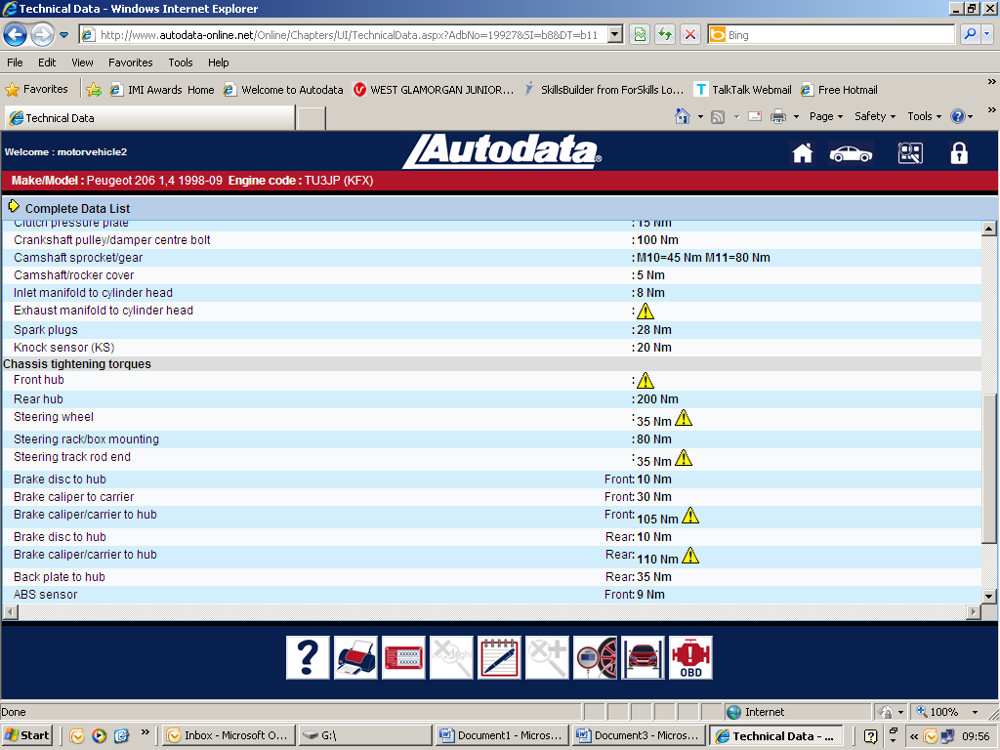 Technical Data - Windows Internet Explorer
http://www.autodata-online.net/Online/Chapters/UI/TechnicalData.aspx?AdbNo=19927&SI=b8&DT=b11
Bing
File Edit View Favorites Tools Help
Favorites IMI Awards Home Welcome to Autodata WEST GLAMORGAN JUNIOR... SkillsBuilder from ForSkills Lo... TalkTalk Webmail Free Hotmail
Technical Data
Page Safety Tools
Welcome : motorvehicle2
Autodata
Make/Model : Peugeot 206 1,4 1998-09 Engine code : TU3JP (KFX)
Complete Data List
Clutch pressure plate : 15 Nm
Crankshaft pulley/damper centre bolt : 100 Nm
Camshaft sprocket/gear : M10=45 Nm M11=80 Nm
Camshaft/rocker cover : 5 Nm
Inlet manifold to cylinder head : 8 Nm
Exhaust manifold to cylinder head :
Spark plugs : 28 Nm
Knock sensor (KS) : 20 Nm
Chassis tightening torques
Front hub :
Rear hub : 200 Nm
Steering wheel : 35 Nm
Steering rack/box mounting : 80 Nm
Steering track rod end : 35 Nm
Brake disc to hub Front: 10 Nm
Brake caliper to carrier Front: 30 Nm
Brake caliper/carrier to hub Front: 105 Nm
Brake disc to hub Rear: 10 Nm
Brake caliper/carrier to hub Rear: 110 Nm
Back plate to hub Rear: 35 Nm
ABS sensor Front: 9 Nm
OBD
Done Internet 100%
Start Inbox - Microsoft O... G:\ Document1 - Micros... Document3 - Micros... Technical Data - ... 09:56